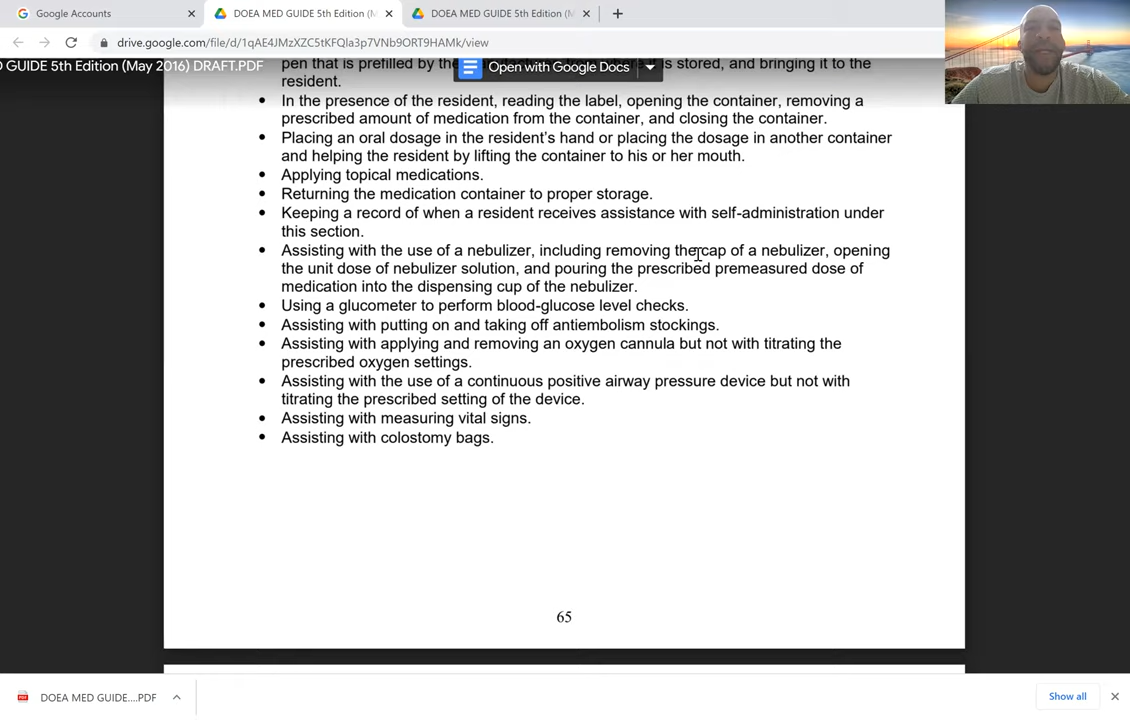 Google Accounts
DOEA MED GUIDE 5th Edition (M
DOEA MED GUIDE 5th Edition (M
drive.google.com/file/d/1qAE4JMzXZC5tKFQIa3p7VNb9ORT9HAMk/view
GUIDE 5th Edition (May 2016) DRAFT.PDF
Open with Google Docs
pen that is prefilled by the is stored, and bringing it to the
resident.
• In the presence of the resident, reading the label, opening the container, removing a
prescribed amount of medication from the container, and closing the container.
• Placing an oral dosage in the resident's hand or placing the dosage in another container
and helping the resident by lifting the container to his or her mouth.
• Applying topical medications.
• Returning the medication container to proper storage.
• Keeping a record of when a resident receives assistance with self-administration under
this section.
• Assisting with the use of a nebulizer, including removing the cap of a nebulizer, opening
the unit dose of nebulizer solution, and pouring the prescribed premeasured dose of
medication into the dispensing cup of the nebulizer.
• Using a glucometer to perform blood-glucose level checks.
• Assisting with putting on and taking off antiembolism stockings.
• Assisting with applying and removing an oxygen cannula but not with titrating the
prescribed oxygen settings.
• Assisting with the use of a continuous positive airway pressure device but not with
titrating the prescribed setting of the device.
• Assisting with measuring vital signs.
• Assisting with colostomy bags.
65
DOEA MED GUIDE....PDF
Show all